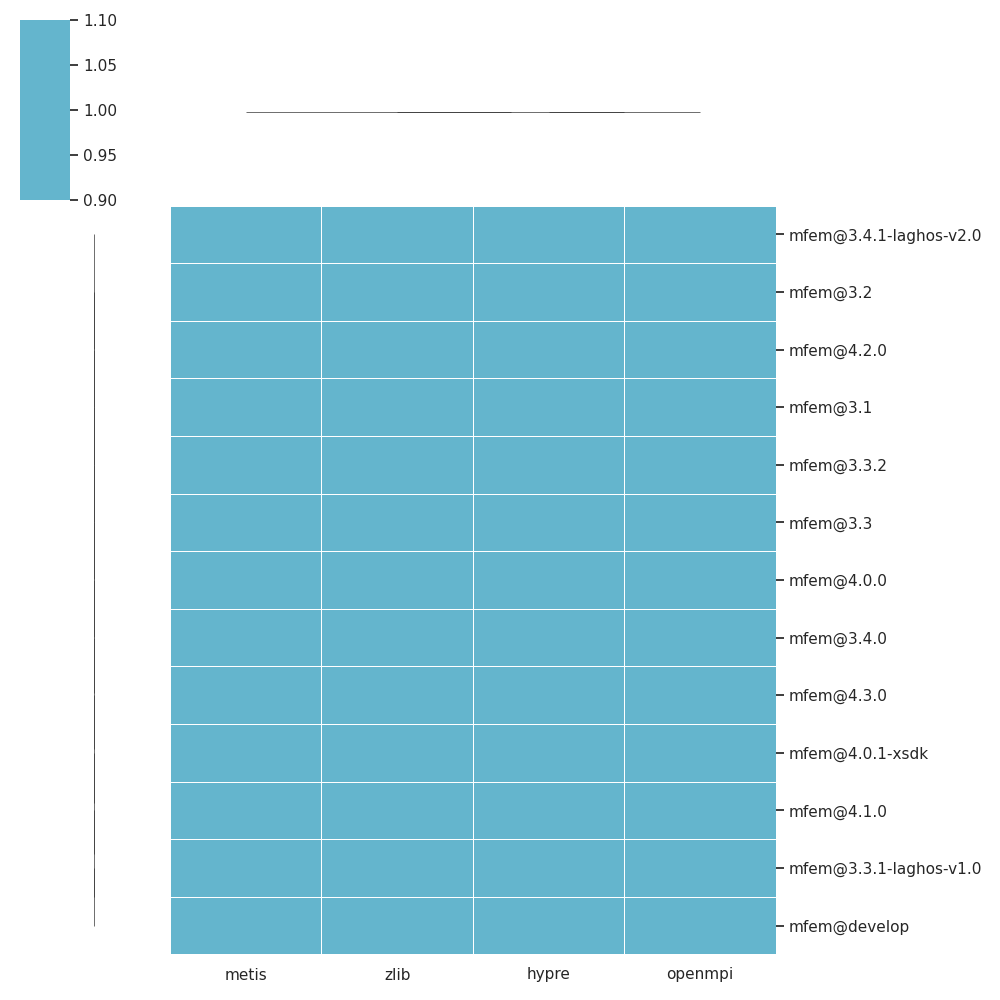 1.10
1.05
1.00
0.95
0.90
mfem@3.4.1-laghos-v2.0
mfem@3.2
mfem@4.2.0
mfem@3.1
mfem@3.3.2
mfem@3.3
mfem@4.0.0
mfem@3.4.0
mfem@4.3.0
mfem@4.0.1-xsdk
mfem@4.1.0
mfem@3.3.1-laghos-v1.0
mfem@develop
metis zlib hypre openmpi